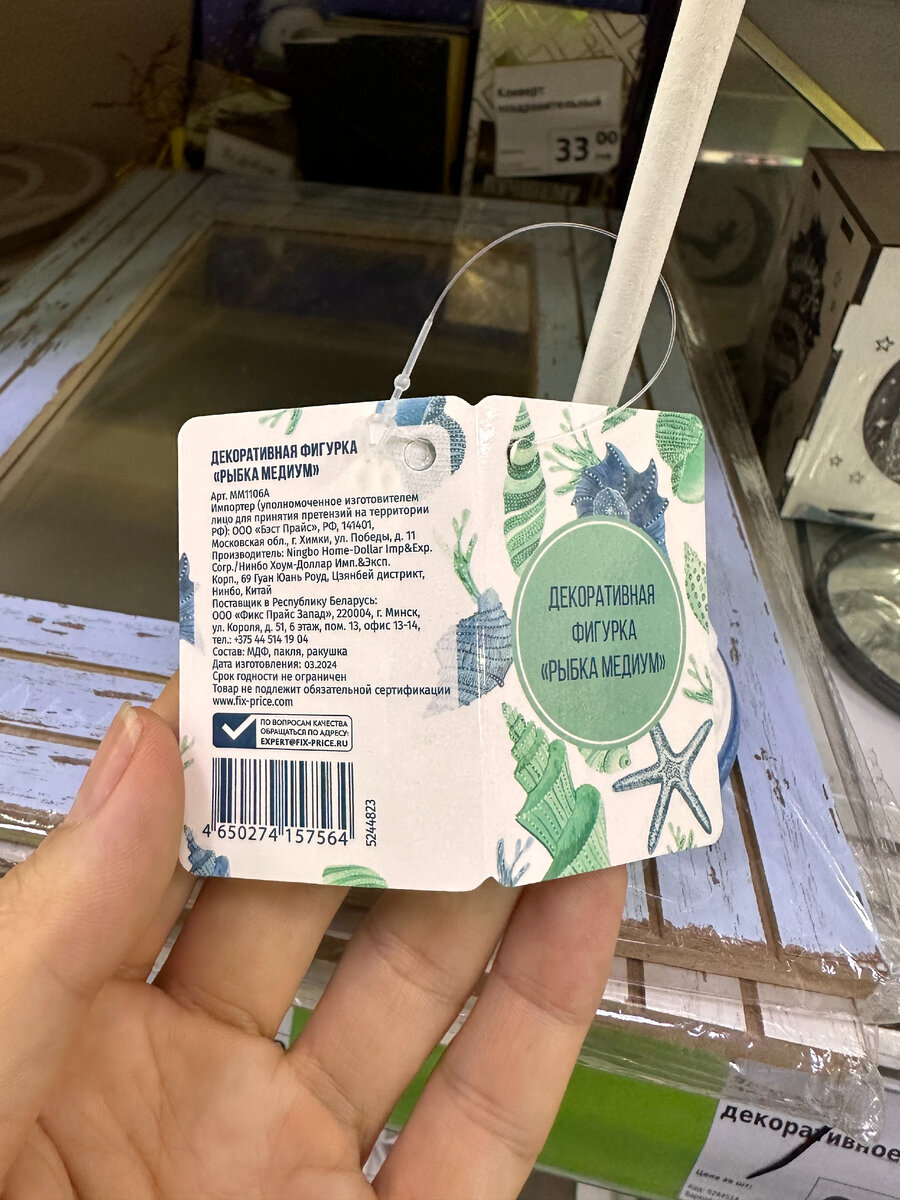 Конверт
поздравительный
33 00
ДЕКОРАТИВНАЯ ФИГУРКА
«РЫБКА МЕДИУМ»
Арт. ММ1106А
Импортер (уполномоченное изготовителем
лицо для принятия претензий на территории
РФ): ООО «Бэст Прайс», РФ, 141401,
Московская обл., г. Химки, ул. Победы, д. 11
Производитель: Ningbo Home-Dollar Imp&Exp.
Corp./Нинбо Хоум-Доллар Имп.&Эксп.
Корп., 69 Гуан Юань Роуд, Цзянбей дистрикт,
Нинбо, Китай
Поставщик в Республику Беларусь:
ООО «Фикс Прайс Запад», 220004, г. Минск,
ул. Короля, д. 51, 6 этаж, пом. 13, офис 13-14,
тел.: +375 44 514 19 04
Состав: МДФ, пакля, ракушка
Дата изготовления: 03.2024
Срок годности не ограничен
Товар не подлежит обязательной сертификации
www.fix-price.com
ПО ВОПРОСАМ КАЧЕСТВА
ОБРАЩАТЬСЯ ПО АДРЕСУ:
EXPERT@FIX-PRICE.RU
4 650274 157564
5244823
ДЕКОРАТИВНАЯ
ФИГУРКА
«РЫБКА МЕДИУМ»
декоративное
Цена за шт: